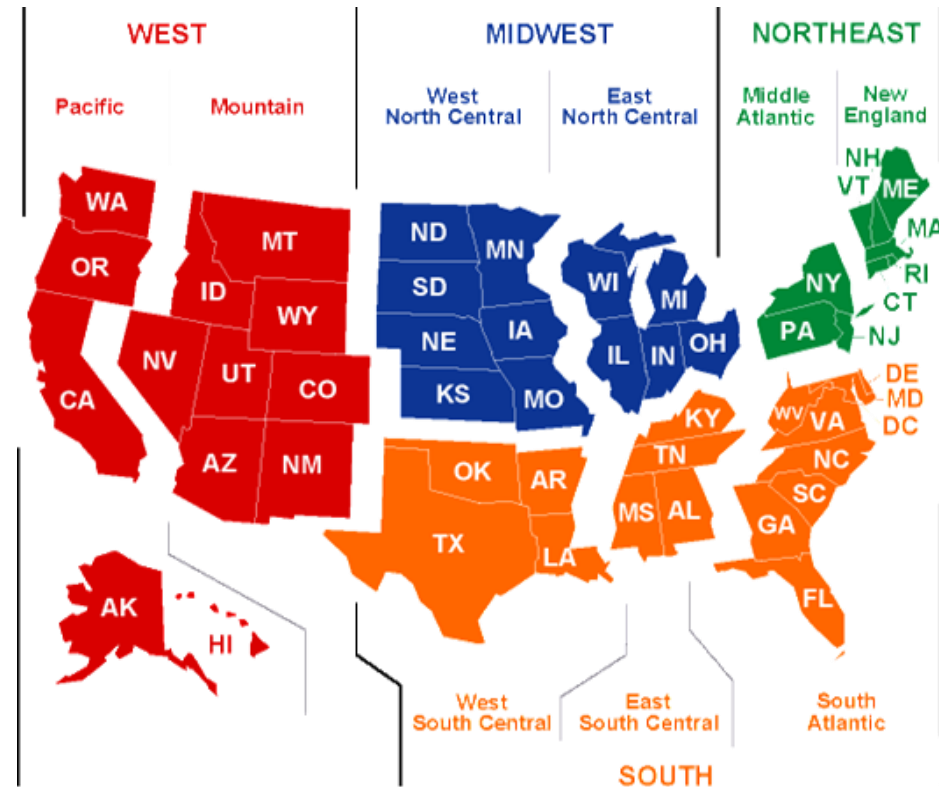 WEST
MIDWEST
NORTHEAST
Pacific
Mountain
West
North Central
East
North Central
Middle
Atlantic
New
England
WA
OR
CA
AK
HI
MT
ID
WY
NV
UT
CO
AZ
NM
ND
SD
NE
KS
MN
IA
MO
WI
MI
IL
IN
OH
NH
VT
ME
MA
RI
CT
NY
PA
NJ
OK
AR
TX
LA
KY
TN
MS
AL
DE
MD
DC
WV
VA
NC
SC
GA
FL
West
South Central
East
South Central
South
Atlantic
SOUTH